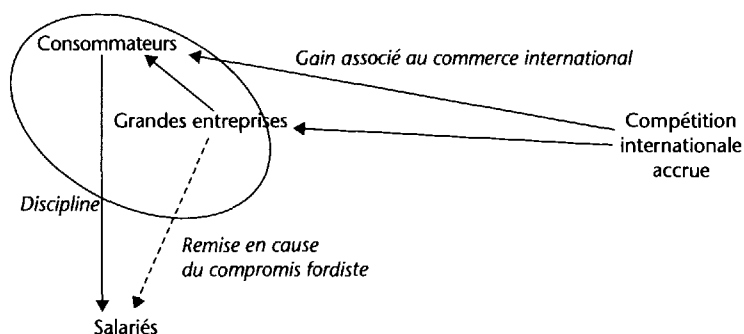 Consommateurs
Gain associé au commerce international
Grandes entreprises
Compétition
internationale
accrue
Discipline
Remise en cause
du compromis fordiste
Salariés